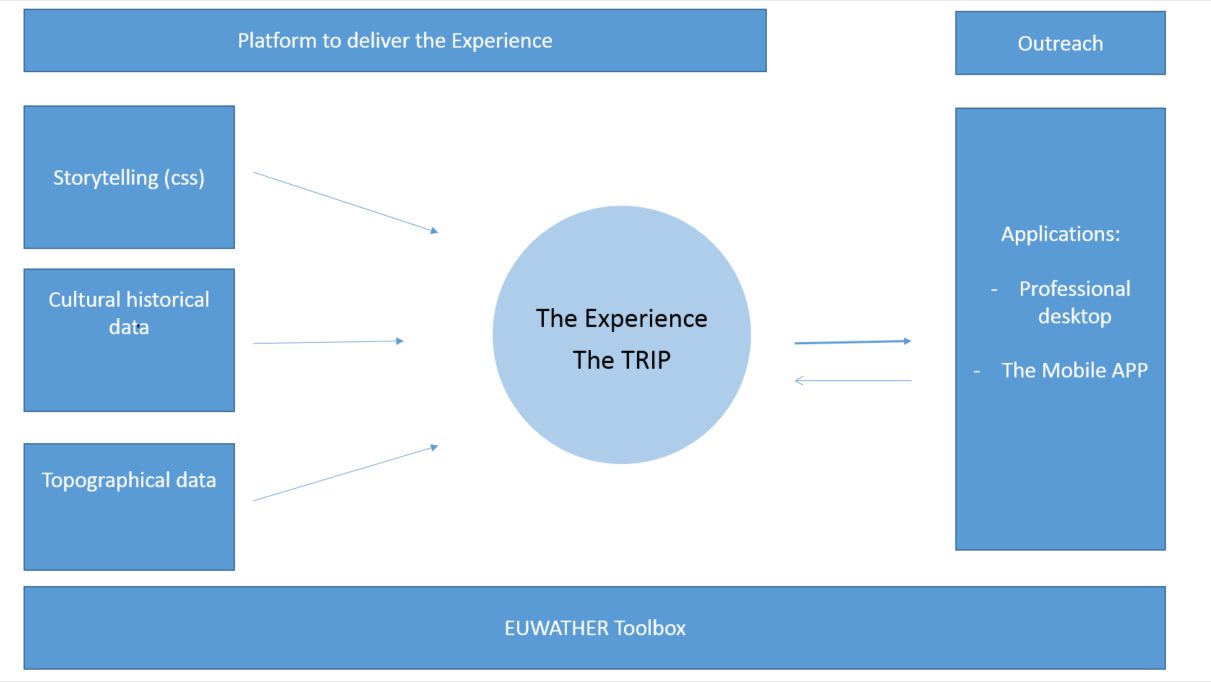 Platform to deliver the Experience
Outreach
Storytelling (css)
Cultural historical
data
Topographical data
The Experience
The TRIP
Applications:
- Professional
desktop
- The Mobile APP
EUWATHER Toolbox